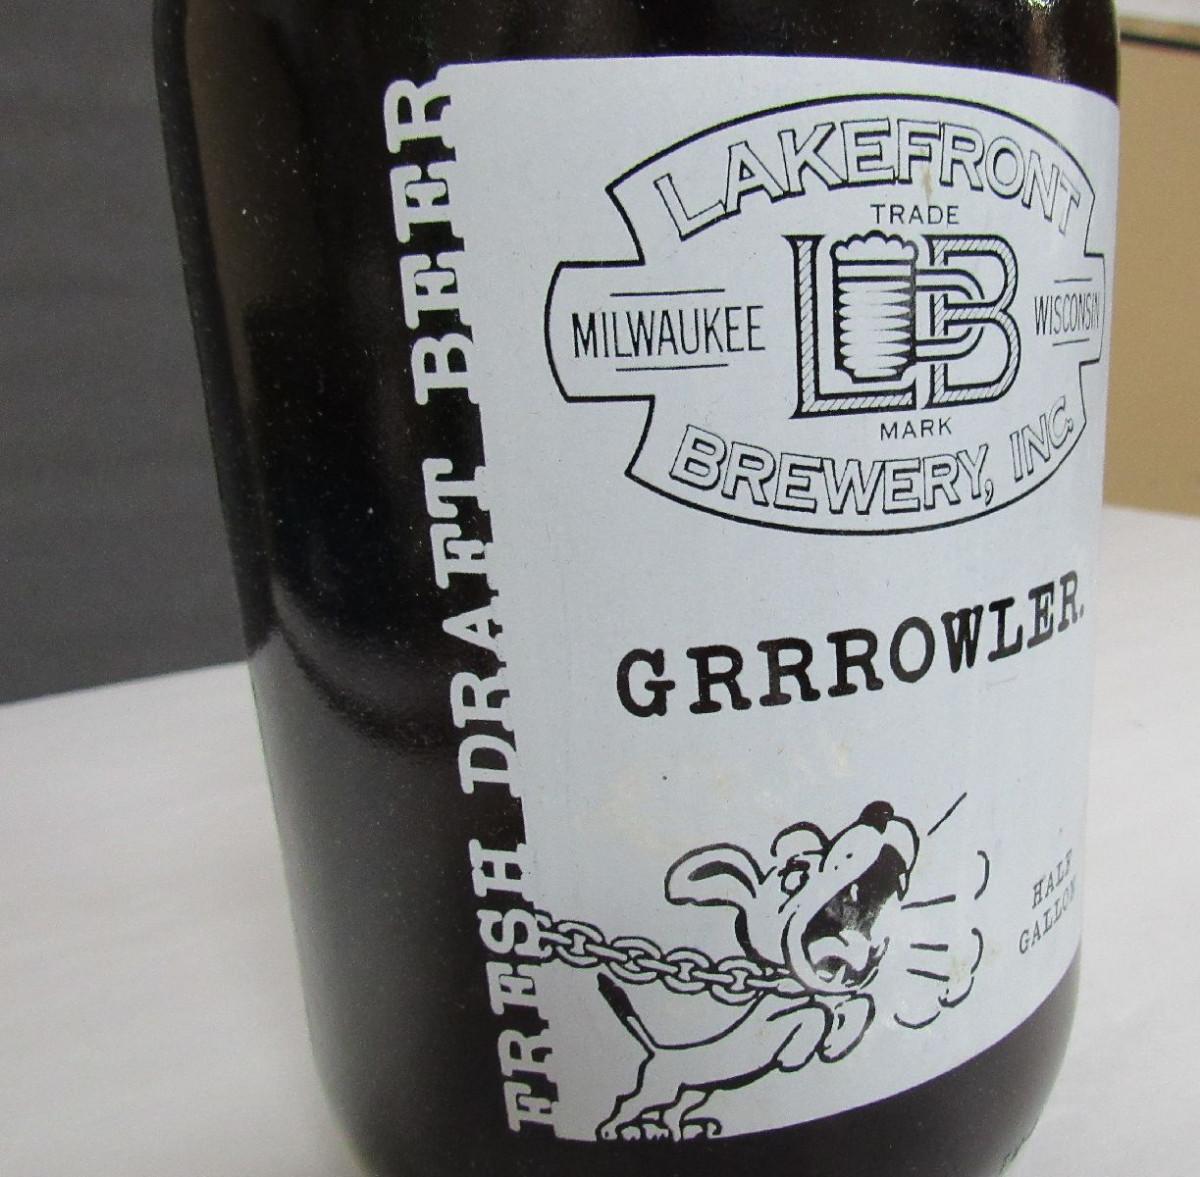 FRESH DRAFT BEER
LAKEFRONT
TRADE
LB
MILWAUKEE
WISCONSIN
MARK
BREWERY, INC.
GRRROWLER.
HALF
GALLON